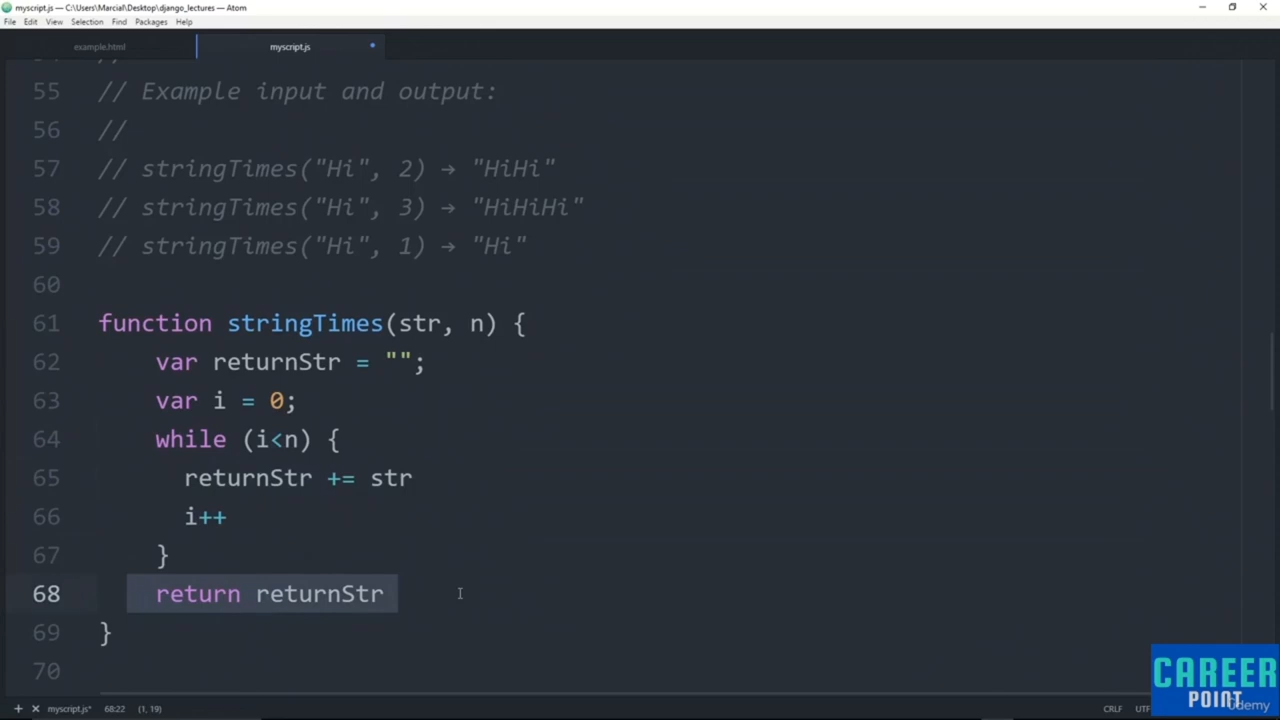 myscript.js — C:\Users\Marcial\Desktop\django_lectures — Atom
File Edit View Selection Find Packages Help
example.html myscript.js
55 // Example input and output:
56 //
57 // stringTimes("Hi", 2) → "HiHi"
58 // stringTimes("Hi", 3) → "HiHiHi"
59 // stringTimes("Hi", 1) → "Hi"
60
61 function stringTimes(str, n) {
62 var returnStr = "";
63 var i = 0;
64 while (i<n) {
65 returnStr += str
66 i++
67 }
68 return returnStr
69 }
70
CAREER
POINT
Udemy
+ × myscript.js* 68:22 (1, 19) CRLF